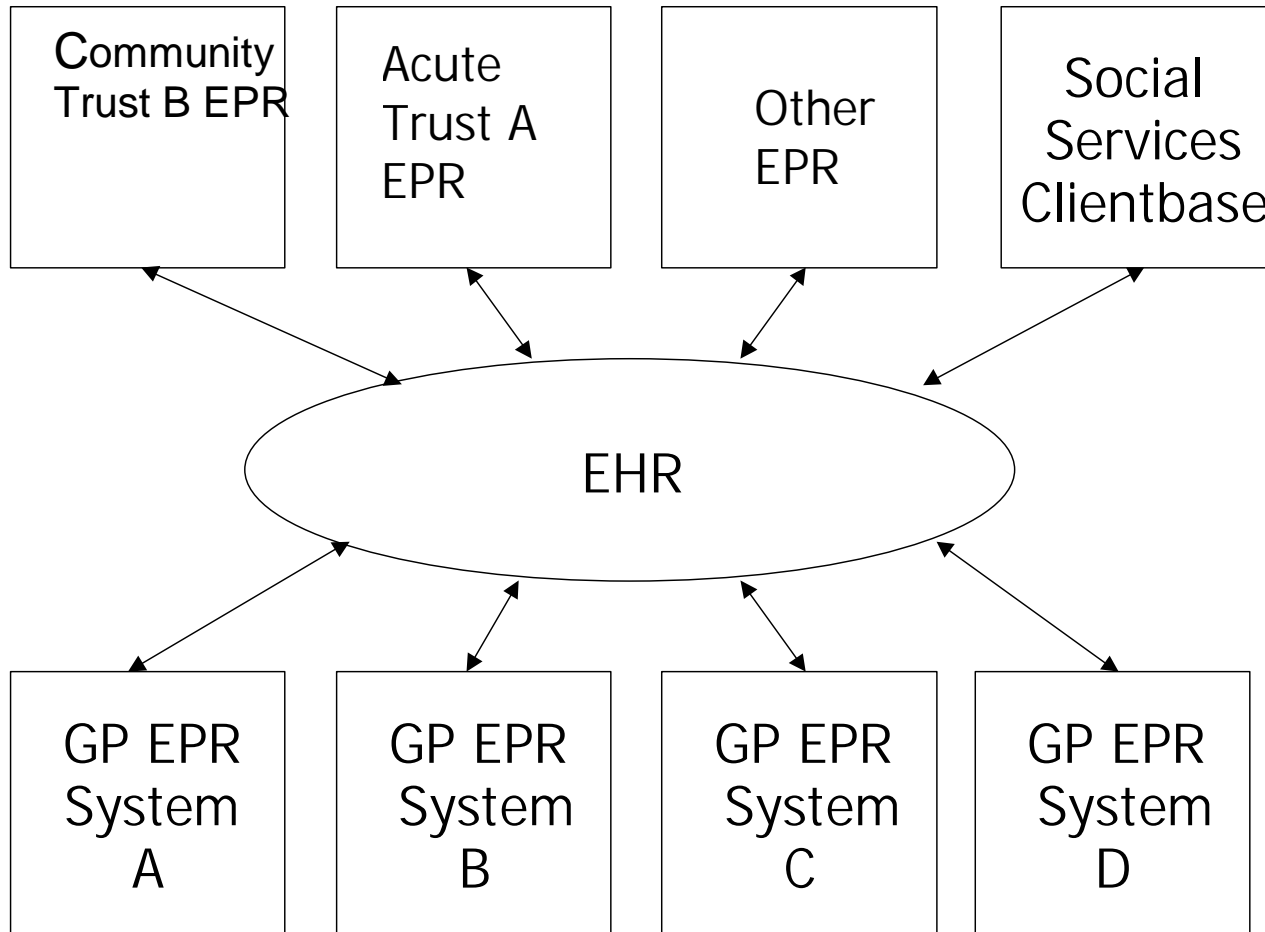 Community
Trust B EPR
Acute
Trust A
EPR
Other
EPR
Social
Services
Clientbase
EHR
GP EPR
System
A
GP EPR
System
B
GP EPR
System
C
GP EPR
System
D